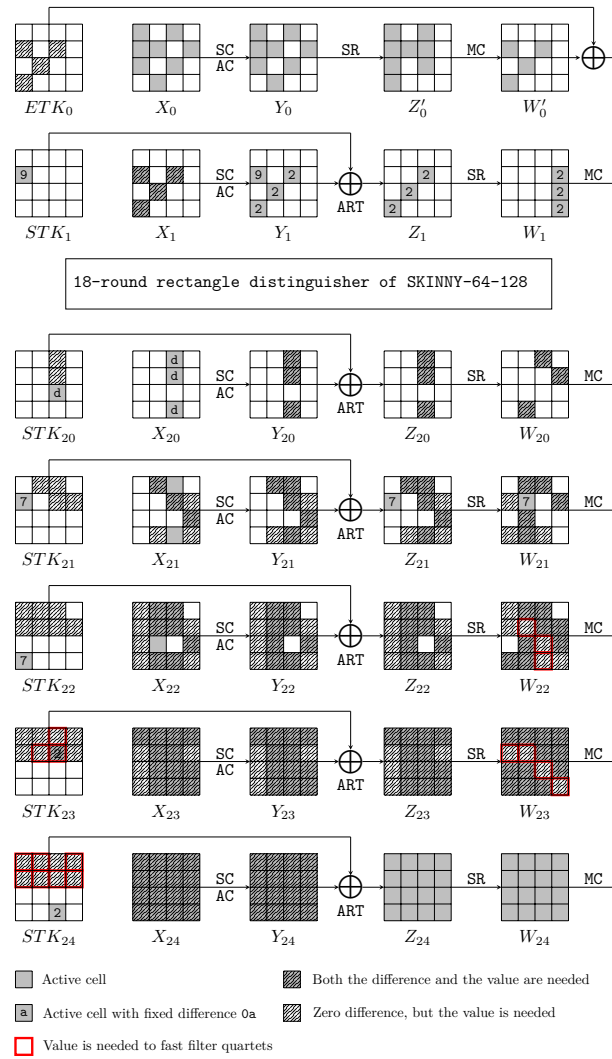 SC SR MC
AC
ETK0 X0 Y0 Z′0 W′0
9 SC 9 2 2 SR 2 MC
AC 2 2 2
2 ART 2 2
STK1 X1 Y1 Z1 W1
18-round rectangle distinguisher of SKINNY-64-128
d SC SR MC
d AC
d d ART
STK20 X20 Y20 Z20 W20
7 SC 7 SR 7 MC
AC
ART
STK21 X21 Y21 Z21 W21
SC SR MC
AC
7 ART
STK22 X22 Y22 Z22 W22
2 SC SR MC
AC
ART
STK23 X23 Y23 Z23 W23
SC SR MC
AC
2 ART
STK24 X24 Y24 Z24 W24
Active cell Both the difference and the value are needed
a Active cell with fixed difference 0a Zero difference, but the value is needed
Value is needed to fast filter quartets